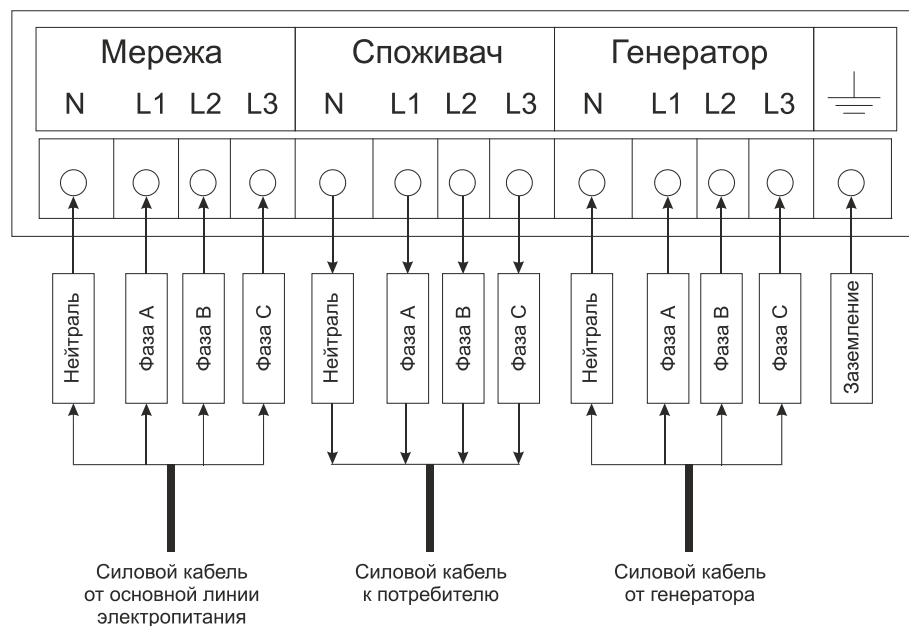 Мережа Споживач Генератор
N L1 L2 L3 N L1 L2 L3 N L1 L2 L3
Нейтраль Фаза A Фаза B Фаза C Нейтраль Фаза A Фаза B Фаза C Нейтраль Фаза A Фаза B Фаза C Заземление
Силовой кабель
от основной линии
электропитания
Силовой кабель
к потребителю
Силовой кабель
от генератора